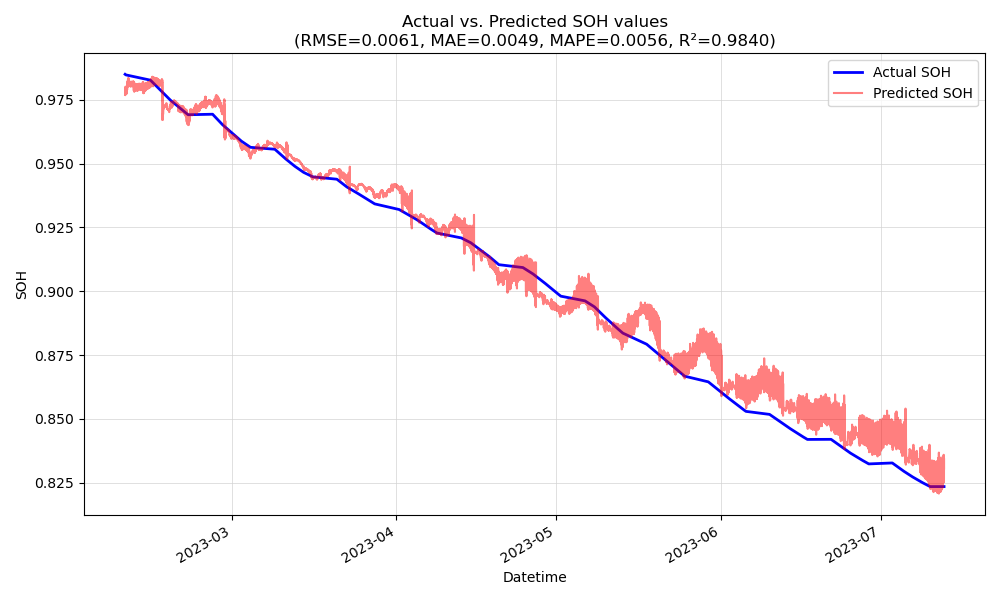 Actual vs. Predicted SOH values
(RMSE=0.0061, MAE=0.0049, MAPE=0.0056, R²=0.9840)
Actual SOH
Predicted SOH
SOH
0.975
0.950
0.925
0.900
0.875
0.850
0.825
2023-03
2023-04
2023-05
2023-06
2023-07
Datetime